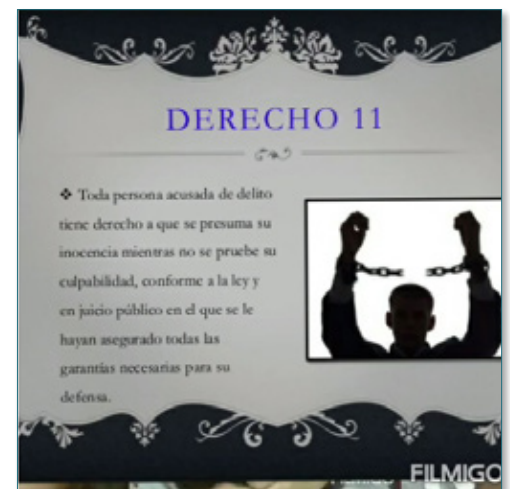 DERECHO 11
❖ Toda persona acusada de delito
tiene derecho a que se presuma su
inocencia mientras no se pruebe su
culpabilidad, conforme a la ley y
en juicio público en el que se le
hayan asegurado todas las
garantías necesarias para su
defensa.
FILMIGO
FILMIGO